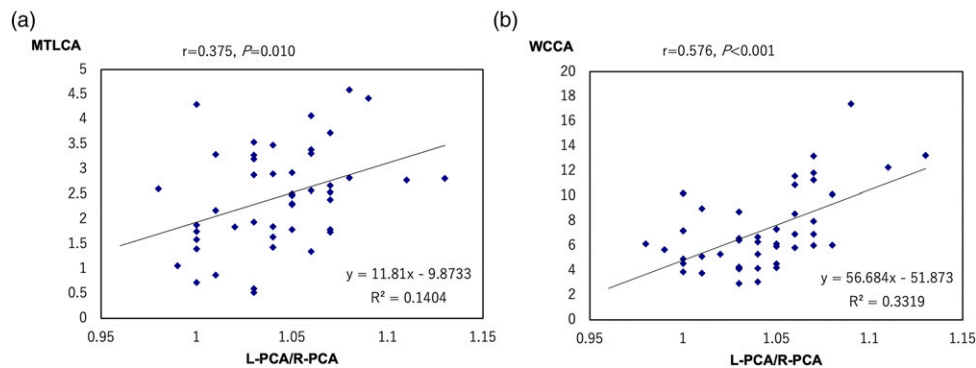 (a)
MTLCA
r=0.375, P=0.010
5
4.5
4
3.5
3
2.5
2
1.5
1
0.5
0
y = 11.81x - 9.8733
R² = 0.1404
0.95 1 1.05 1.1 1.15
L-PCA/R-PCA
(b)
WCCA
r=0.576, P<0.001
20
18
16
14
12
10
8
6
4
2
0
y = 56.684x - 51.873
R² = 0.3319
0.95 1 1.05 1.1 1.15
L-PCA/R-PCA